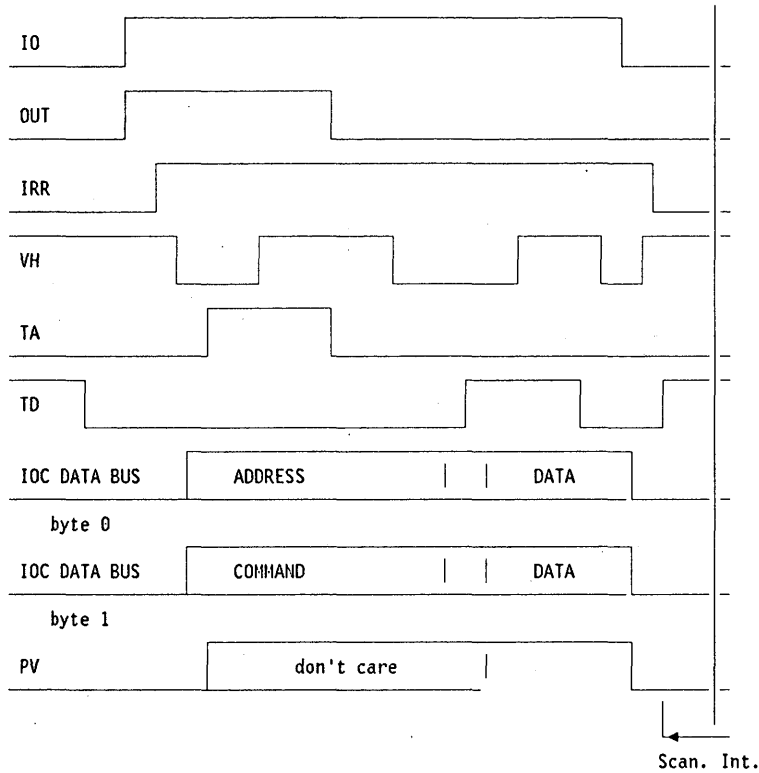 IO
OUT
IRR
VH
TA
TD
IOC DATA BUS ADDRESS DATA
byte 0
IOC DATA BUS COMMAND DATA
byte 1
PV don't care
Scan. Int.